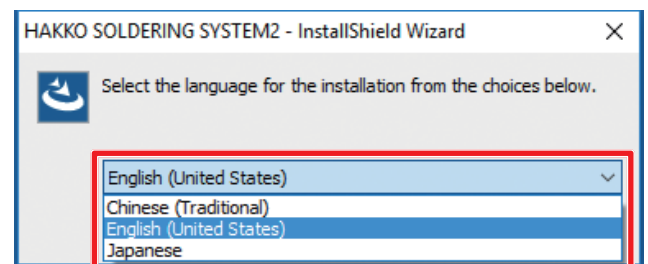 HAKKO SOLDERING SYSTEM2 - InstallShield Wizard
Select the language for the installation from the choices below.
English (United States)
Chinese (Traditional)
English (United States)
Japanese